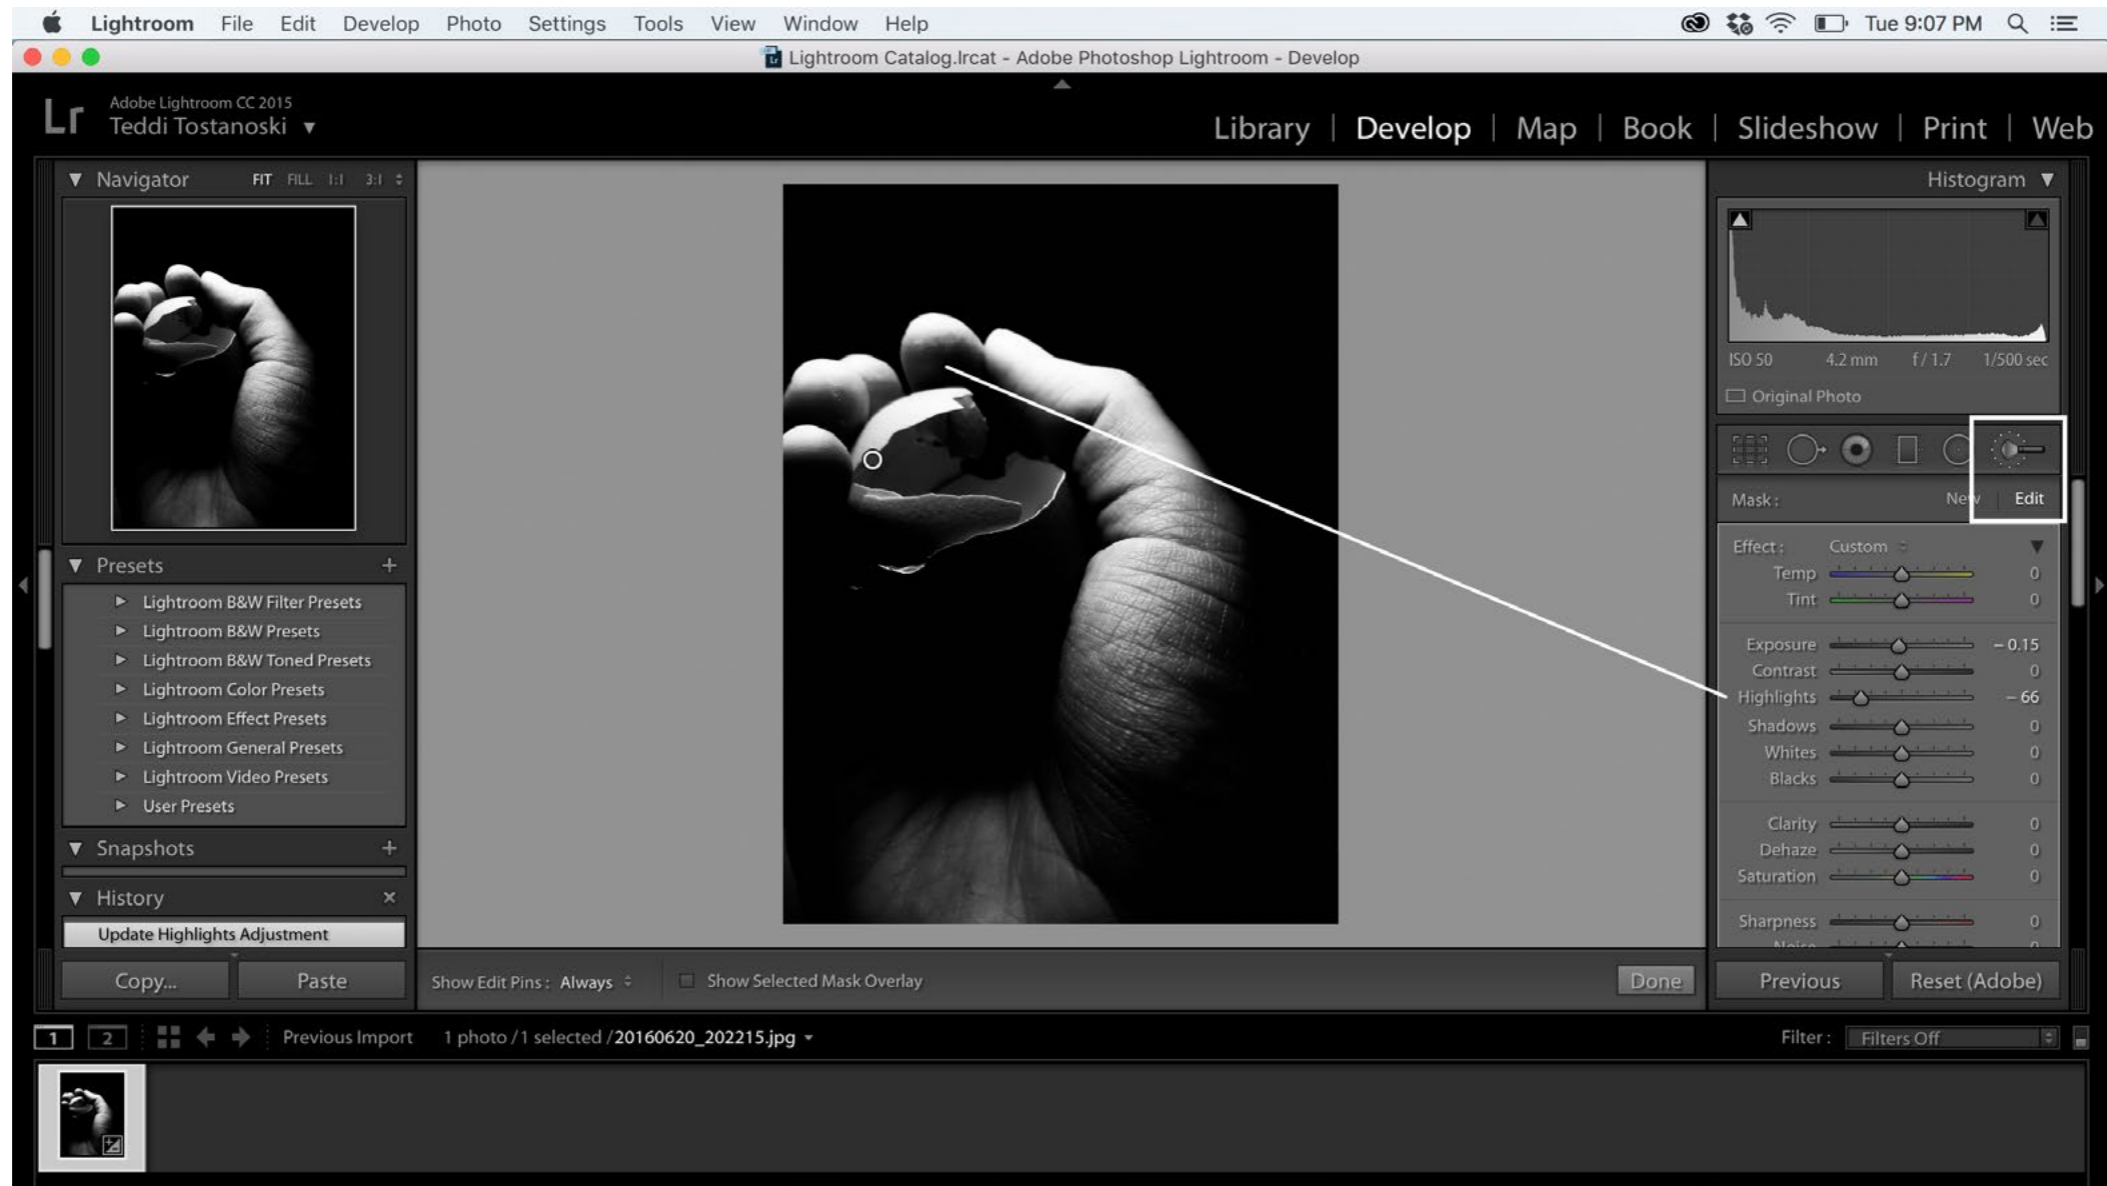 Lightroom File Edit Develop Photo Settings Tools View Window Help Tue 9:07 PM
Lightroom Catalog.lrcat - Adobe Photoshop Lightroom - Develop
Lr
Adobe Lightroom CC 2015
Teddi Tostanoski
Library | Develop | Map | Book | Slideshow | Print | Web
Navigator FIT FILL 1:1 3:1
Presets +
Lightroom B&W Filter Presets
Lightroom B&W Presets
Lightroom B&W Toned Presets
Lightroom Color Presets
Lightroom Effect Presets
Lightroom General Presets
Lightroom Video Presets
User Presets
Snapshots +
History ×
Update Highlights Adjustment
Copy... Paste
Show Edit Pins : Always Show Selected Mask Overlay Done
Histogram
ISO 50 4.2 mm f / 1.7 1/500 sec
Original Photo
Mask : New | Edit
Effect : Custom
Temp 0
Tint 0
Exposure – 0.15
Contrast 0
Highlights – 66
Shadows 0
Whites 0
Blacks 0
Clarity 0
Dehaze 0
Saturation 0
Sharpness 0
Noise 0
Previous Reset (Adobe)
1 2 Previous Import 1 photo / 1 selected / 20160620_202215.jpg Filter : Filters Off